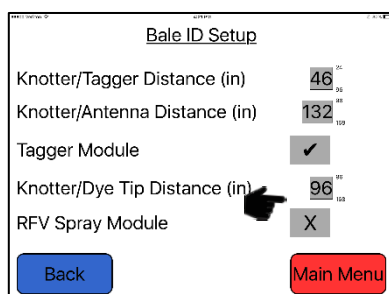 Bale ID Setup
Knotter/Tagger Distance (in) 46
Knotter/Antenna Distance (in) 132
Tagger Module ✔
Knotter/Dye Tip Distance (in) 96
RFV Spray Module X
Back Main Menu